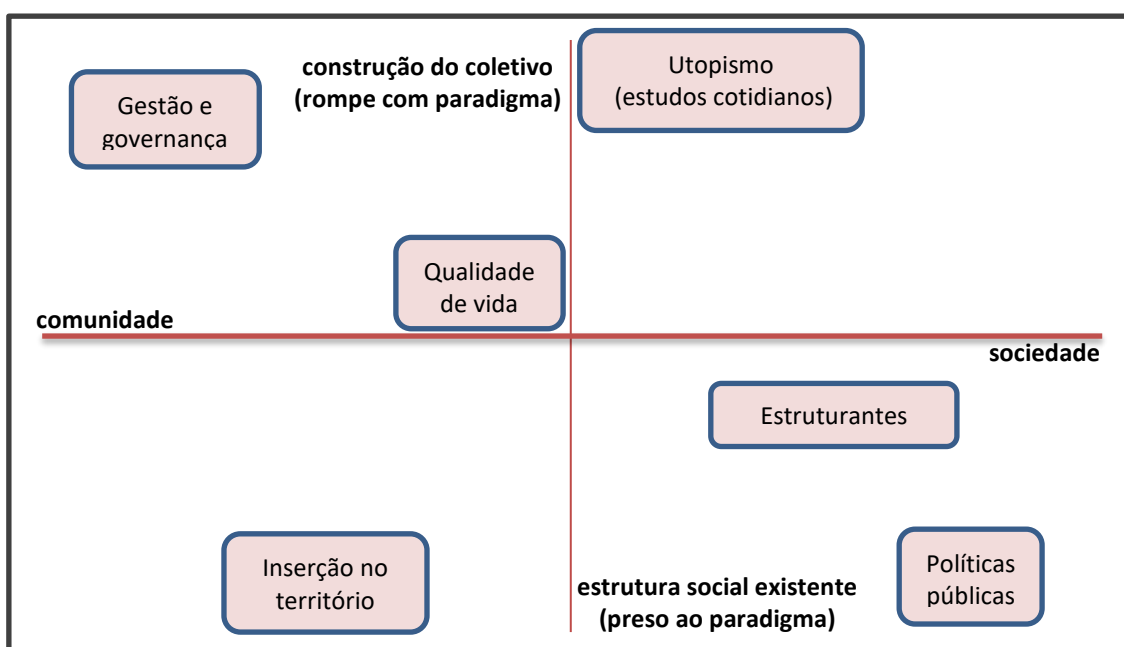 construção do coletivo
(rompe com paradigma)
Utopismo
(estudos cotidianos)
Gestão e
governança
Qualidade
de vida
comunidade
sociedade
Estruturantes
Inserção no
território
estrutura social existente
(preso ao paradigma)
Políticas
públicas